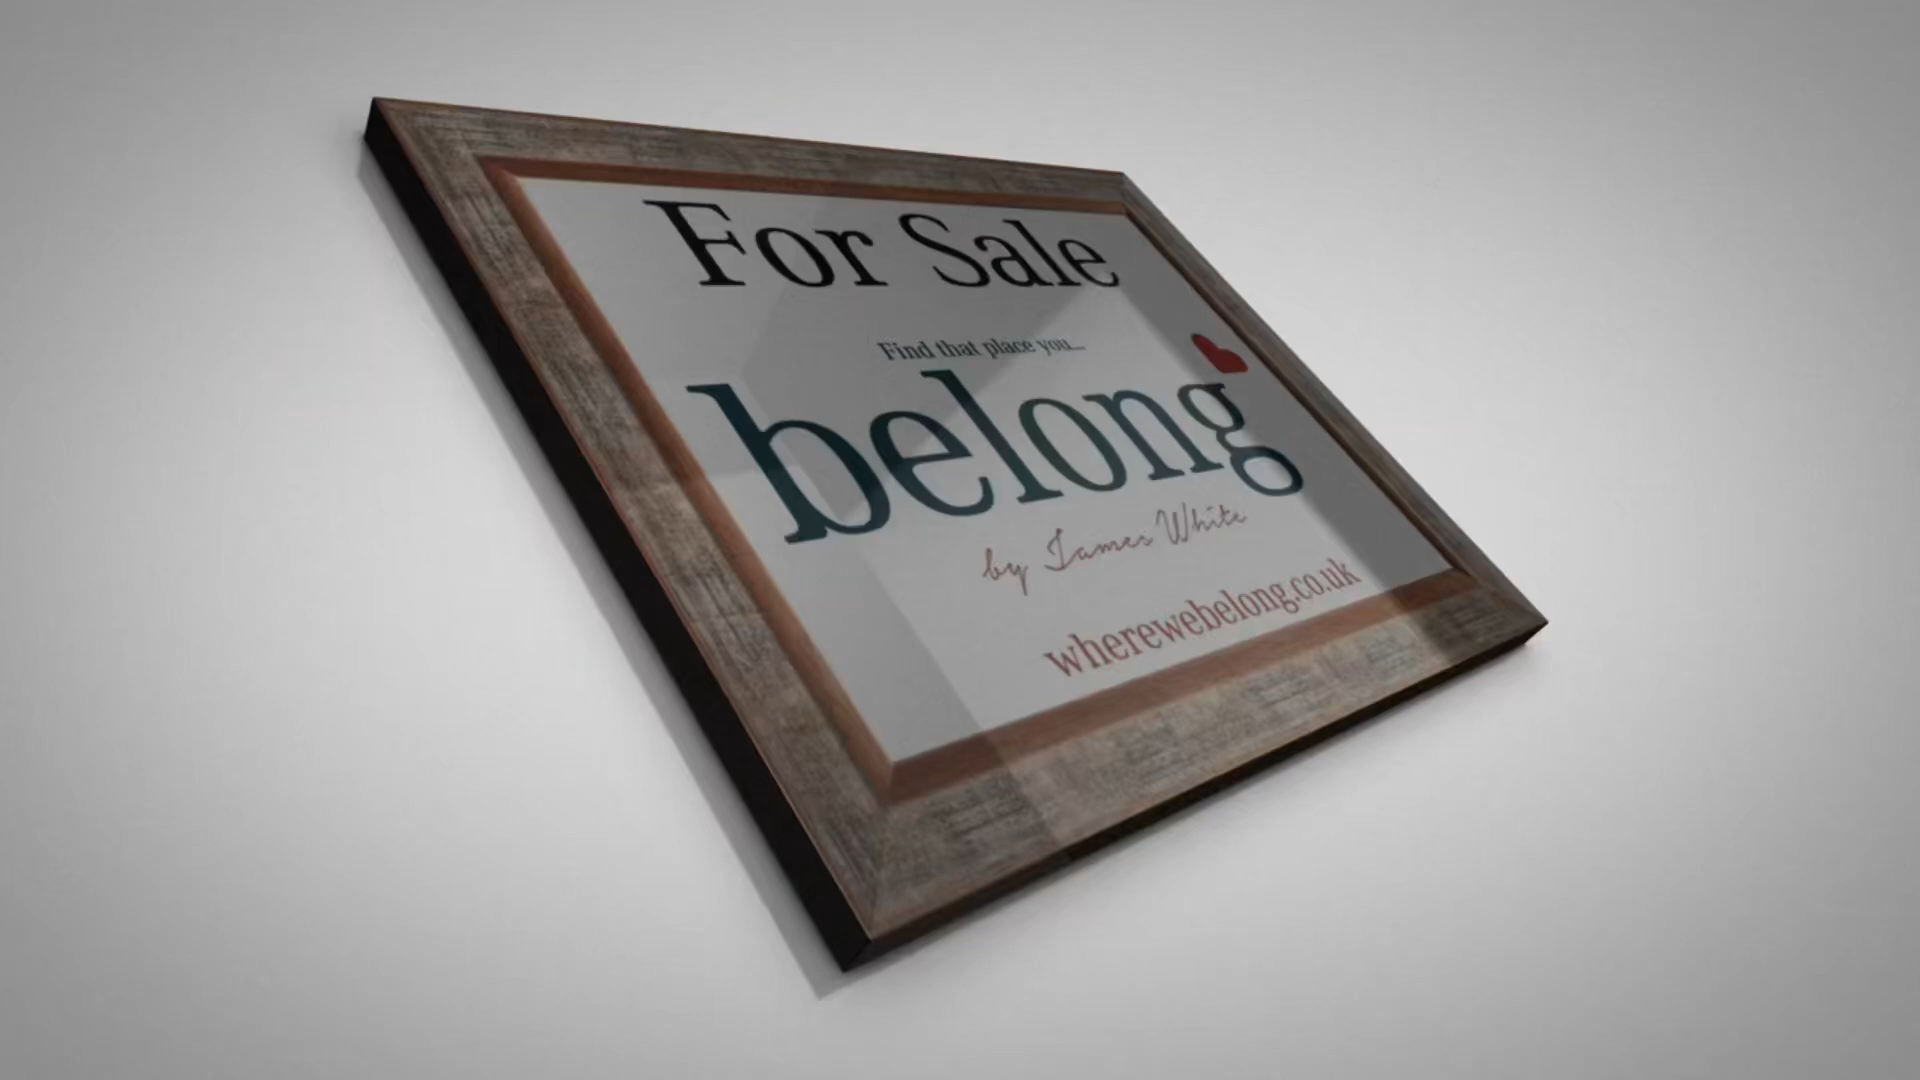 For Sale
Find that place you...
belong
by James White
wherewebelong.co.uk